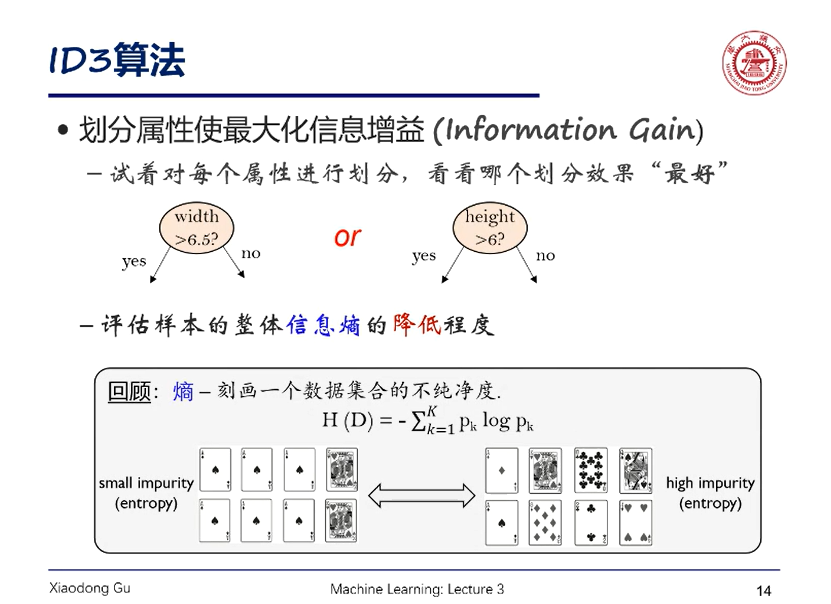 ID3算法
• 划分属性使最大化信息增益 (Information Gain)
– 试着对每个属性进行划分，看看哪个划分效果“最好”
width
>6.5?
yes
no
or
height
>6?
yes
no
– 评估样本的整体信息熵的降低程度
回顾：熵 – 刻画一个数据集合的不纯净度.
H (D) = - ∑_{k=1}^{K} p_k log p_k
small impurity
(entropy)
high impurity
(entropy)
Xiaodong Gu
Machine Learning: Lecture 3
14